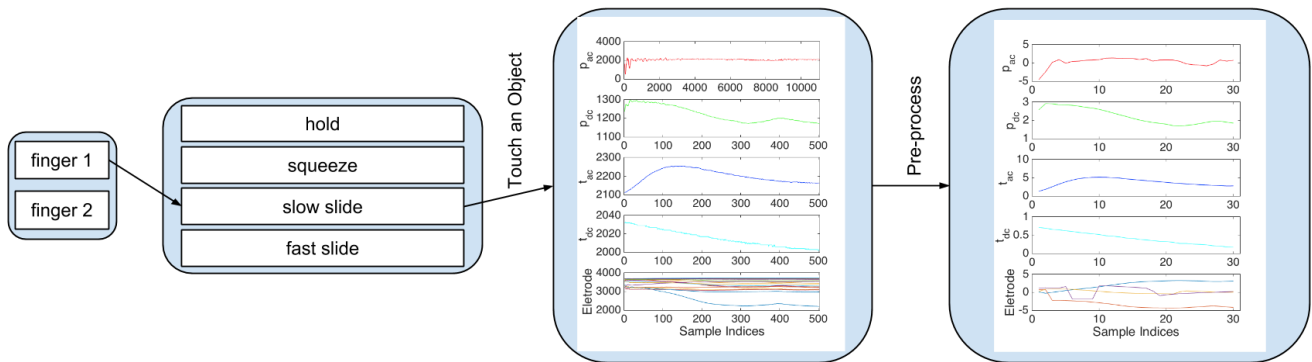 finger 1
finger 2
hold
squeeze
slow slide
fast slide
Touch an Object
p_ac
4000
2000
0
0 2000 4000 6000 8000 10000
p_dc
1300
1200
1100
0 100 200 300 400 500
t_ac
2300
2200
2100
0 100 200 300 400 500
t_dc
2040
2020
2000
0 100 200 300 400 500
Eletrode
4000
3000
2000
0 100 200 300 400 500
Sample Indices
Pre-process
p_ac
5
0
-5
0 10 20 30
p_dc
3
2
1
0 10 20 30
t_ac
10
5
0
0 10 20 30
t_dc
1
0.5
0
0 10 20 30
Eletrode
5
0
-5
0 10 20 30
Sample Indices